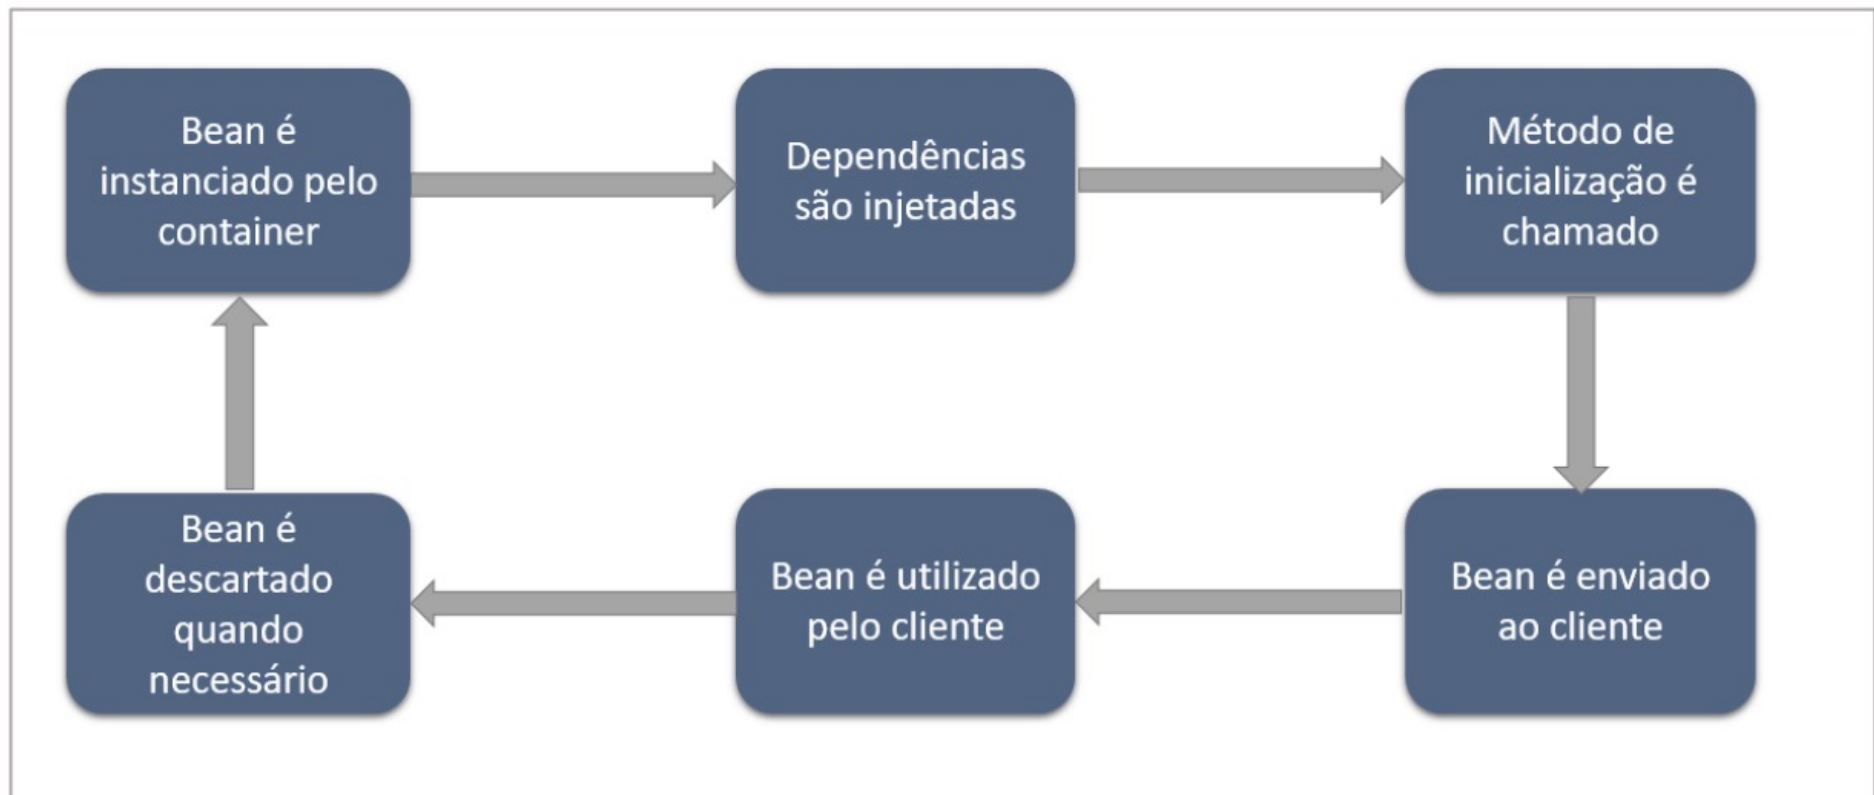 Bean é
instanciado pelo
container
Dependências
são injetadas
Método de
inicialização é
chamado
Bean é enviado
ao cliente
Bean é utilizado
pelo cliente
Bean é
descartado
quando
necessário